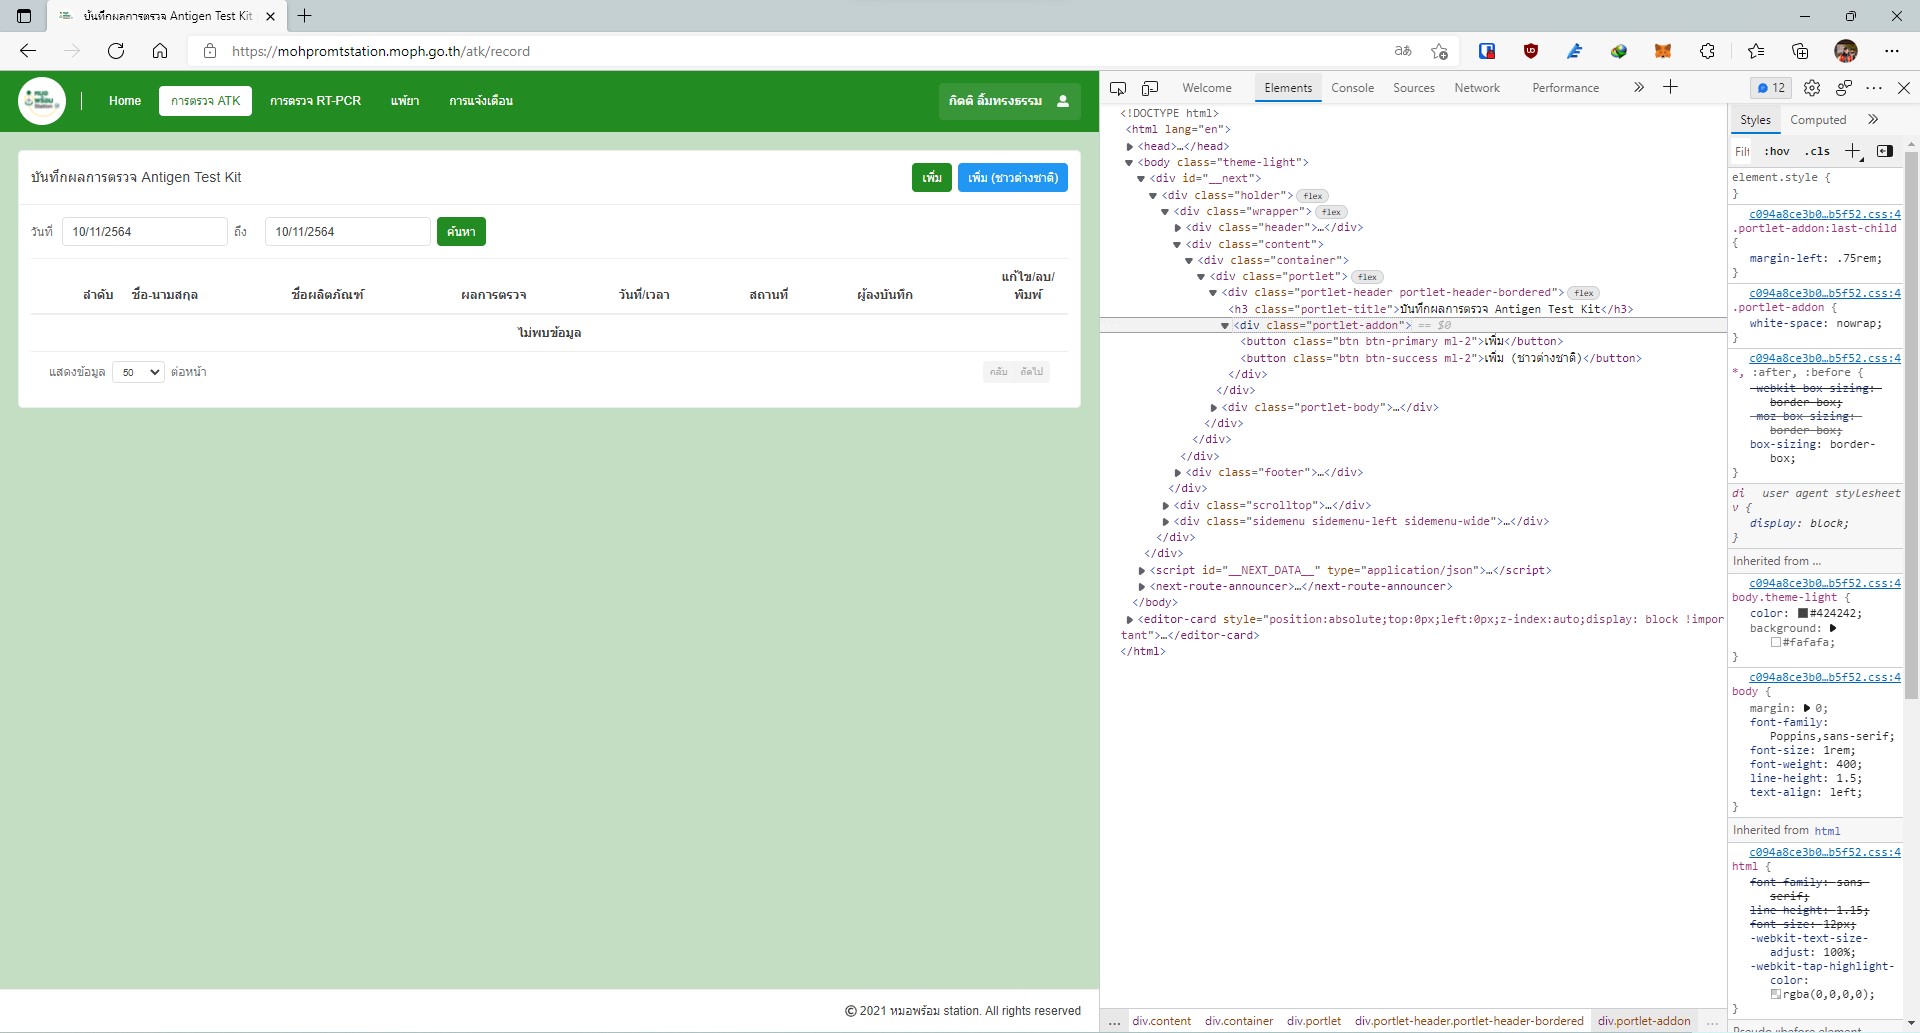 บันทึกผลการตรวจ Antigen Test Kit
https://mohpromtstation.moph.go.th/atk/record
หมอพร้อม Station
Home การตรวจ ATK การตรวจ RT-PCR แพ้ยา การแจ้งเตือน
กิตติ ลิ้มทรงธรรม
บันทึกผลการตรวจ Antigen Test Kit
เพิ่ม เพิ่ม (ชาวต่างชาติ)
วันที่ 10/11/2564 ถึง 10/11/2564 ค้นหา
ลำดับ ชื่อ-นามสกุล ชื่อผลิตภัณฑ์ ผลการตรวจ วันที่/เวลา สถานที่ ผู้ลงบันทึก แก้ไข/ลบ/
พิมพ์
ไม่พบข้อมูล
แสดงข้อมูล 50 ต่อหน้า
กลับ ถัดไป
© 2021 หมอพร้อม station. All rights reserved
Welcome Elements Console Sources Network Performance 12
<!DOCTYPE html>
<html lang="en">
<head>…</head>
<body class="theme-light">
<div id="__next">
<div class="holder"> flex
<div class="wrapper"> flex
<div class="header">…</div>
<div class="content">
<div class="container">
<div class="portlet"> flex
<div class="portlet-header portlet-header-bordered"> flex
<h3 class="portlet-title">บันทึกผลการตรวจ Antigen Test Kit</h3>
<div class="portlet-addon"> == $0
<button class="btn btn-primary ml-2">เพิ่ม</button>
<button class="btn btn-success ml-2">เพิ่ม (ชาวต่างชาติ)</button>
</div>
</div>
<div class="portlet-body">…</div>
</div>
</div>
</div>
<div class="footer">…</div>
</div>
<div class="scrolltop">…</div>
<div class="sidemenu sidemenu-left sidemenu-wide">…</div>
</div>
</div>
<script id="__NEXT_DATA__" type="application/json">…</script>
<next-route-announcer>…</next-route-announcer>
</body>
<editor-card style="position:absolute;top:0px;left:0px;z-index:auto;display: block !impor
tant">…</editor-card>
</html>
… div.content div.container div.portlet div.portlet-header.portlet-header-bordered div.portlet-addon …
Styles Computed
Filt :hov .cls
element.style {
}
c094a8ce3b0…b5f52.css:4
.portlet-addon:last-child
{
margin-left: .75rem;
}
c094a8ce3b0…b5f52.css:4
.portlet-addon {
white-space: nowrap;
}
c094a8ce3b0…b5f52.css:4
*, :after, :before {
-webkit-box-sizing:
border-box;
-moz-box-sizing:
border-box;
box-sizing: border-
box;
}
di user agent stylesheet
v {
display: block;
}
Inherited from …
c094a8ce3b0…b5f52.css:4
body.theme-light {
color: #424242;
background:
#fafafa;
}
c094a8ce3b0…b5f52.css:4
body {
margin: 0;
font-family:
Poppins,sans-serif;
font-size: 1rem;
font-weight: 400;
line-height: 1.5;
text-align: left;
}
Inherited from html
c094a8ce3b0…b5f52.css:4
html {
font-family: sans-
serif;
line-height: 1.15;
font-size: 12px;
-webkit-text-size-
adjust: 100%;
-webkit-tap-highlight-
color:
rgba(0,0,0,0);
}
Pseudo ::before element